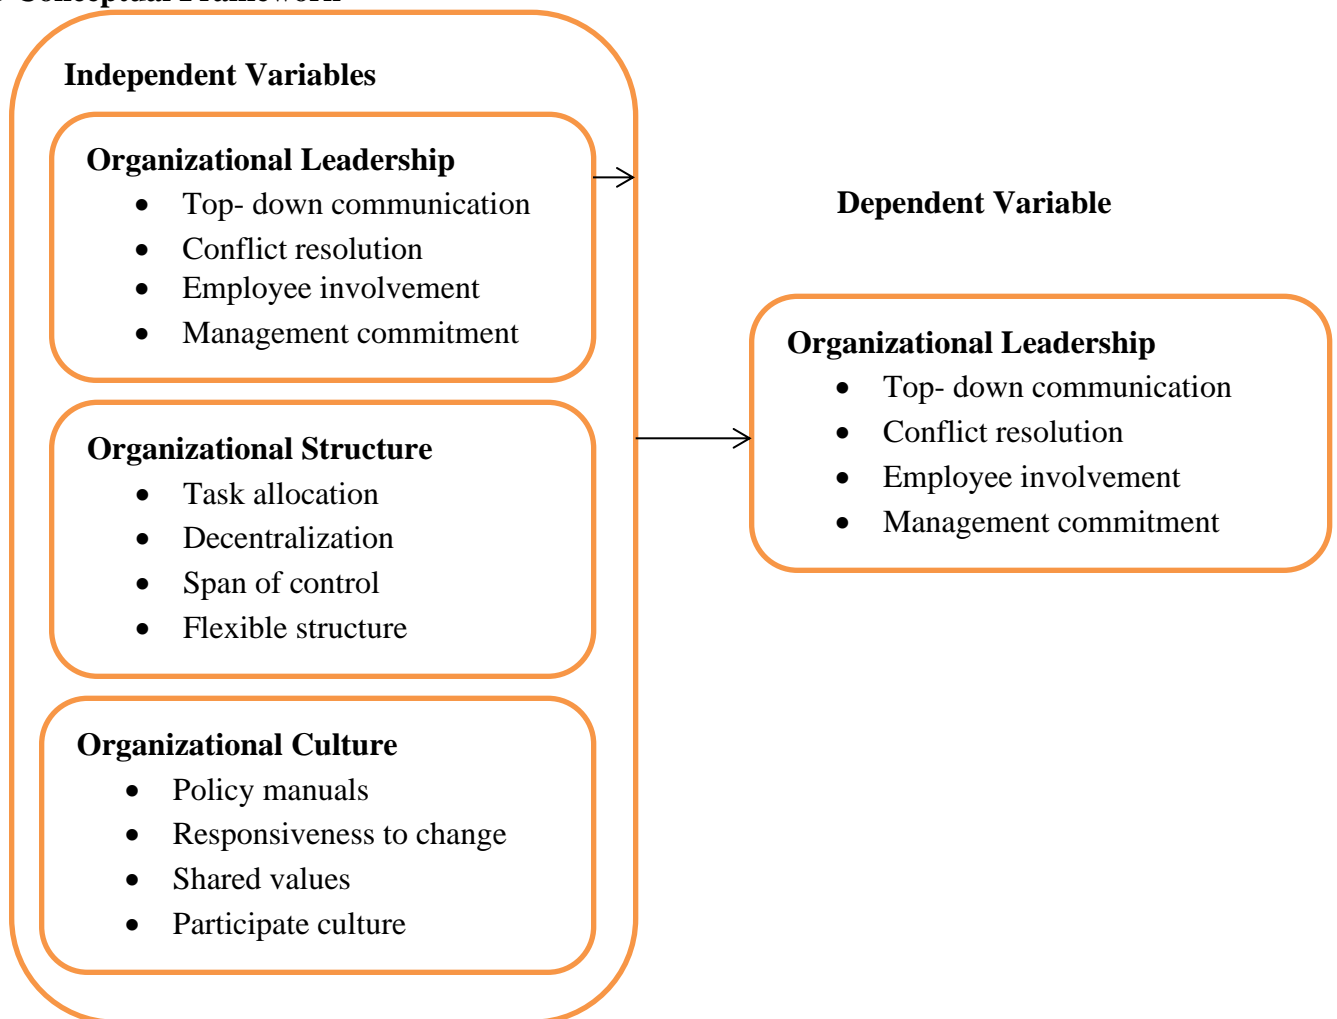 Conceptual Framework
Independent Variables
Organizational Leadership
• Top- down communication
• Conflict resolution
• Employee involvement
• Management commitment
Organizational Structure
• Task allocation
• Decentralization
• Span of control
• Flexible structure
Organizational Culture
• Policy manuals
• Responsiveness to change
• Shared values
• Participate culture
Dependent Variable
Organizational Leadership
• Top- down communication
• Conflict resolution
• Employee involvement
• Management commitment